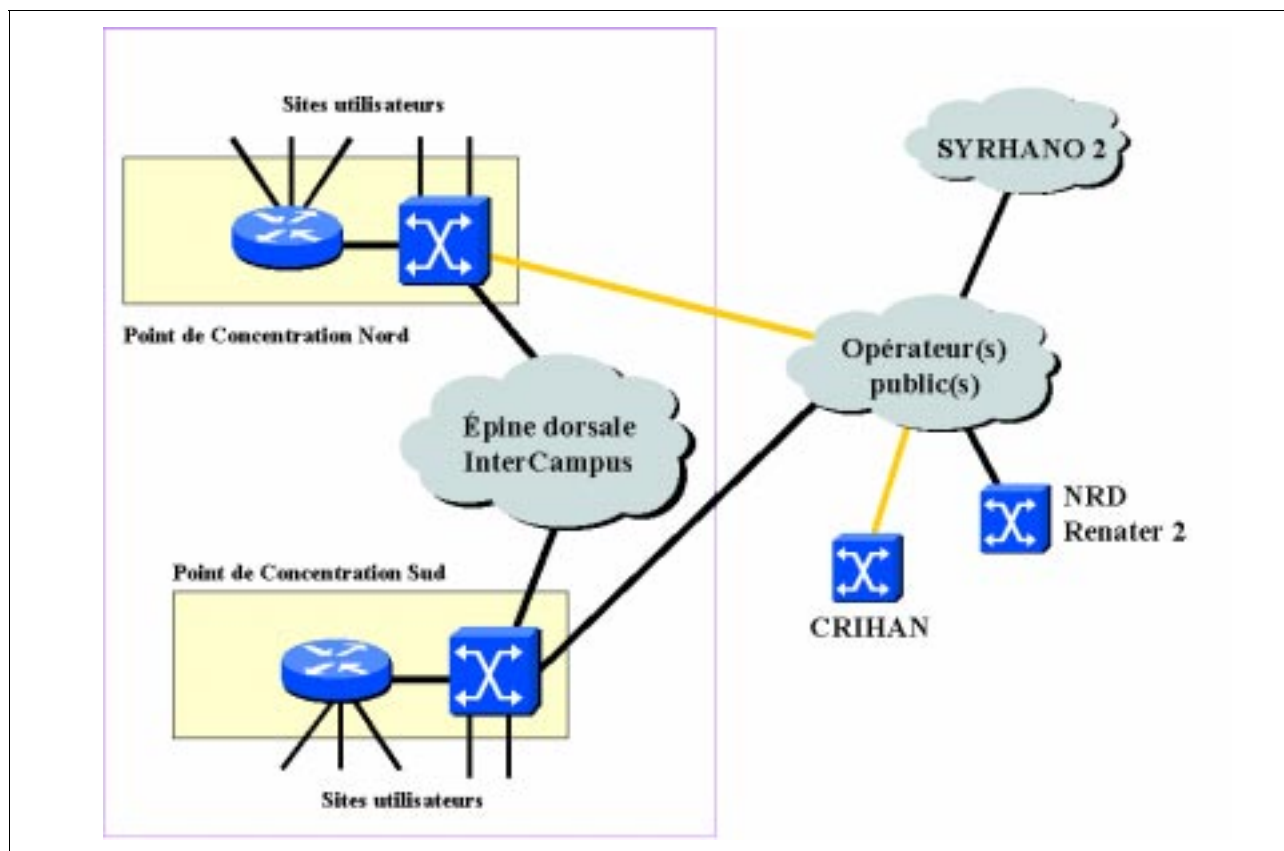 Sites utilisateurs
SYRHANO 2
Point de Concentration Nord
Opérateur(s)
public(s)
Épine dorsale
InterCampus
NRD
Renater 2
Point de Concentration Sud
CRIHAN
Sites utilisateurs